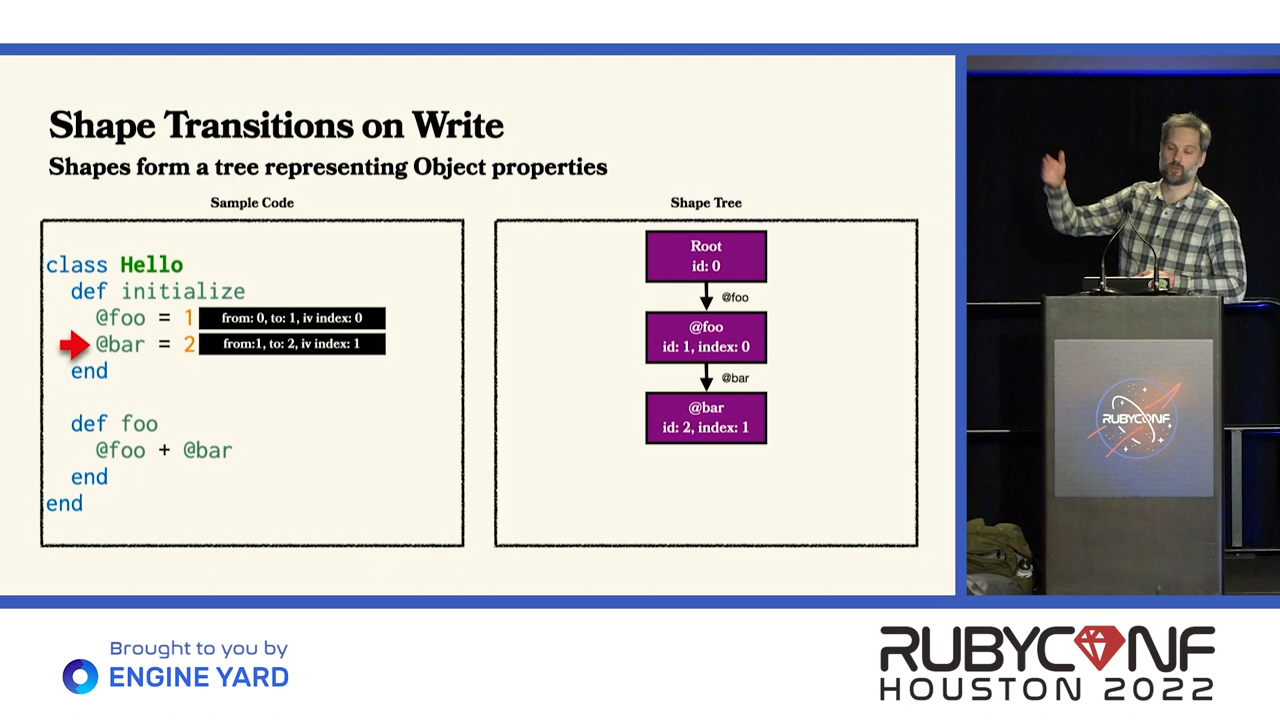 Shape Transitions on Write
Shapes form a tree representing Object properties
Sample Code
class Hello
def initialize
@foo = 1 from: 0, to: 1, iv index: 0
@bar = 2 from:1, to: 2, iv index: 1
end
def foo
@foo + @bar
end
end
Shape Tree
Root
id: 0
@foo
@foo
id: 1, index: 0
@bar
@bar
id: 2, index: 1
RUBYCONF
Brought to you by
ENGINE YARD
RUBYCONF
HOUSTON 2022